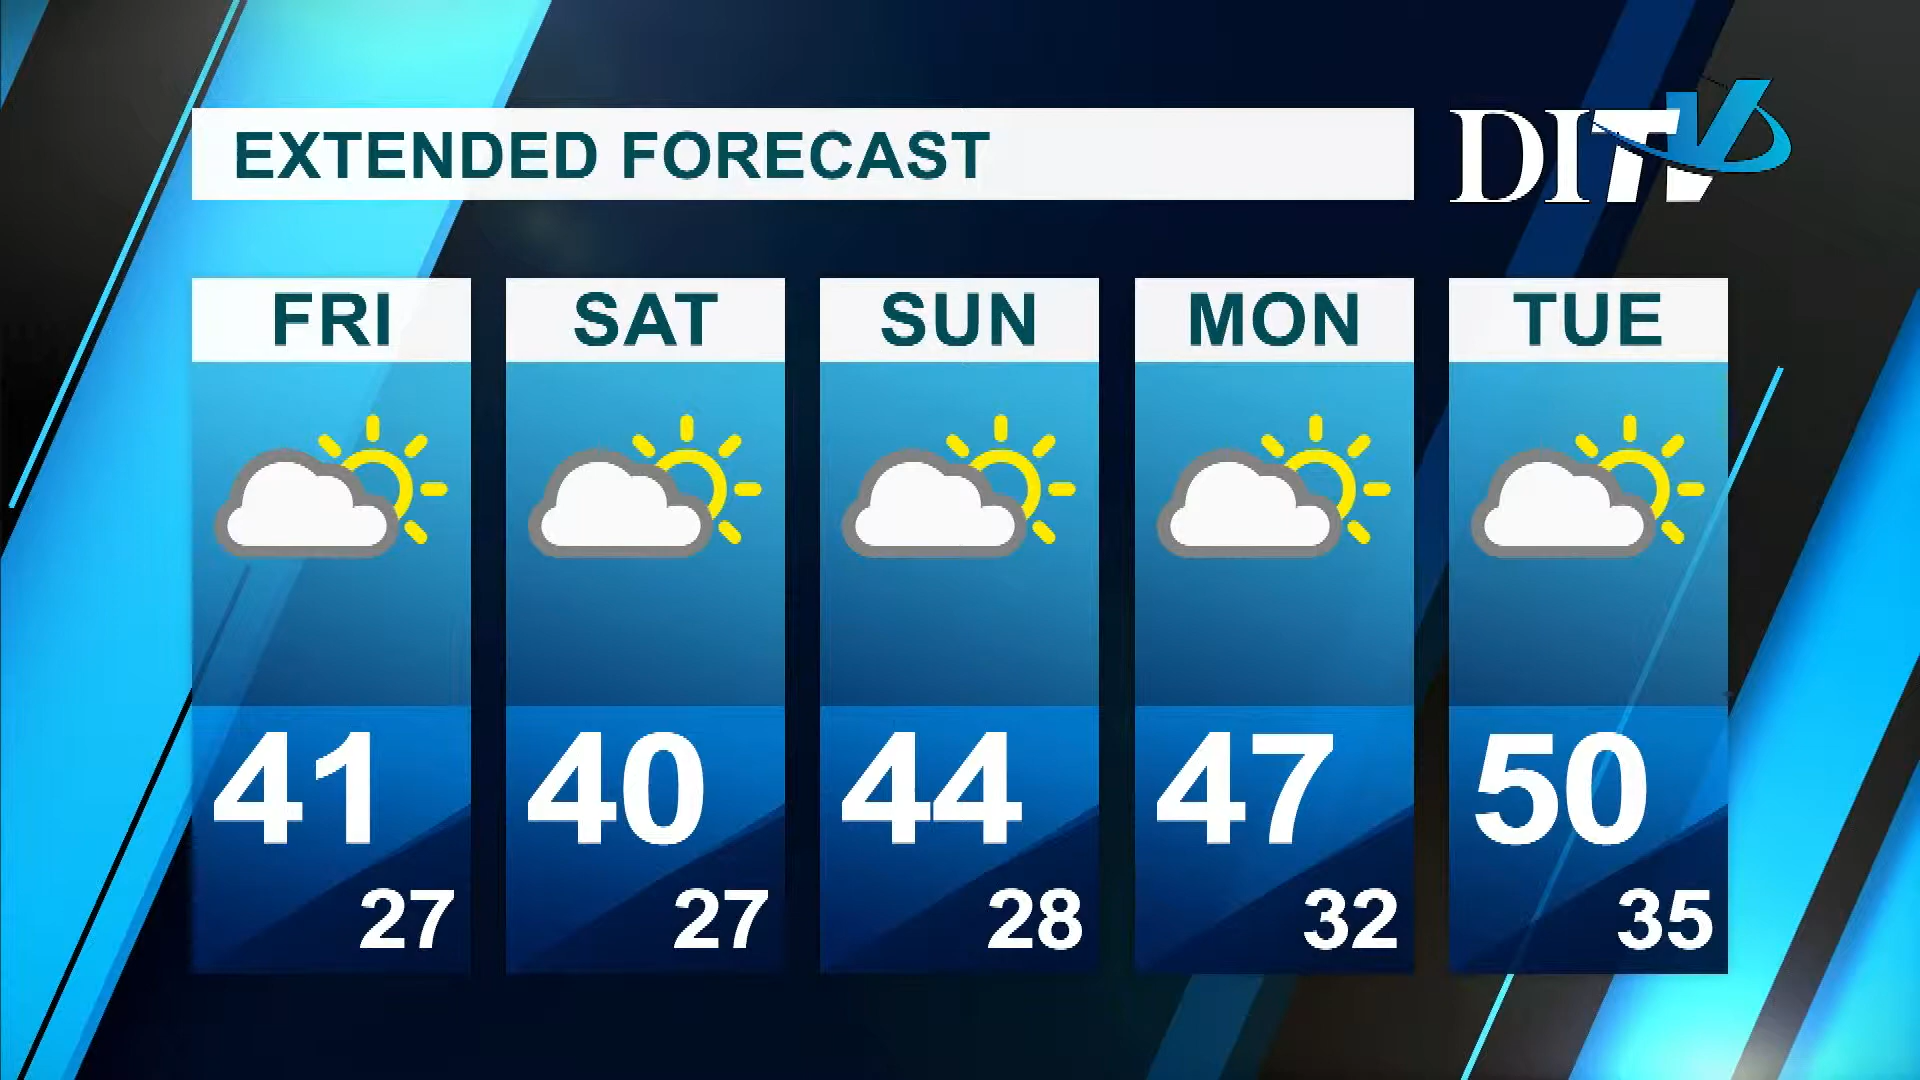 EXTENDED FORECAST
DITV
FRI SAT SUN MON TUE
41 40 44 47 50
27 27 28 32 35